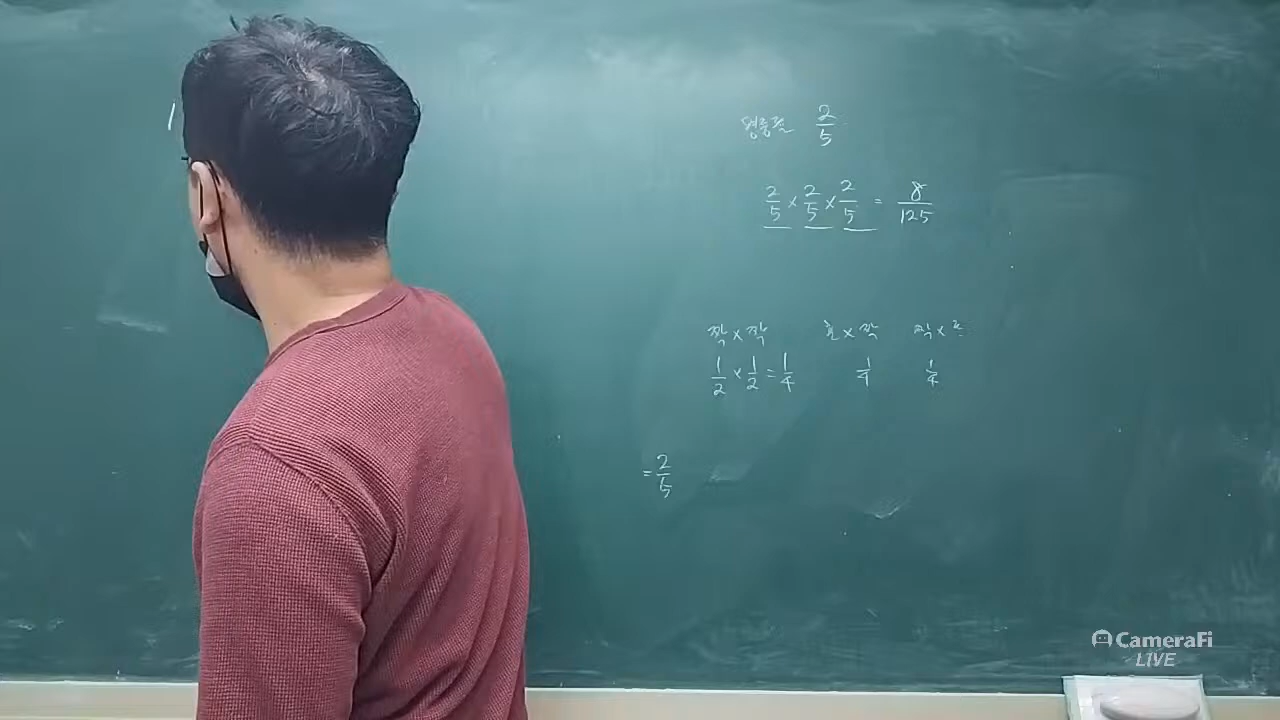 명중률 2/5
2/5 × 2/5 × 2/5 = 8/125
짝 × 짝 홀 × 짝 짝 × 홀
1/2 × 1/2 = 1/4 1/4 1/4
= 2/5
CameraFi
LIVE